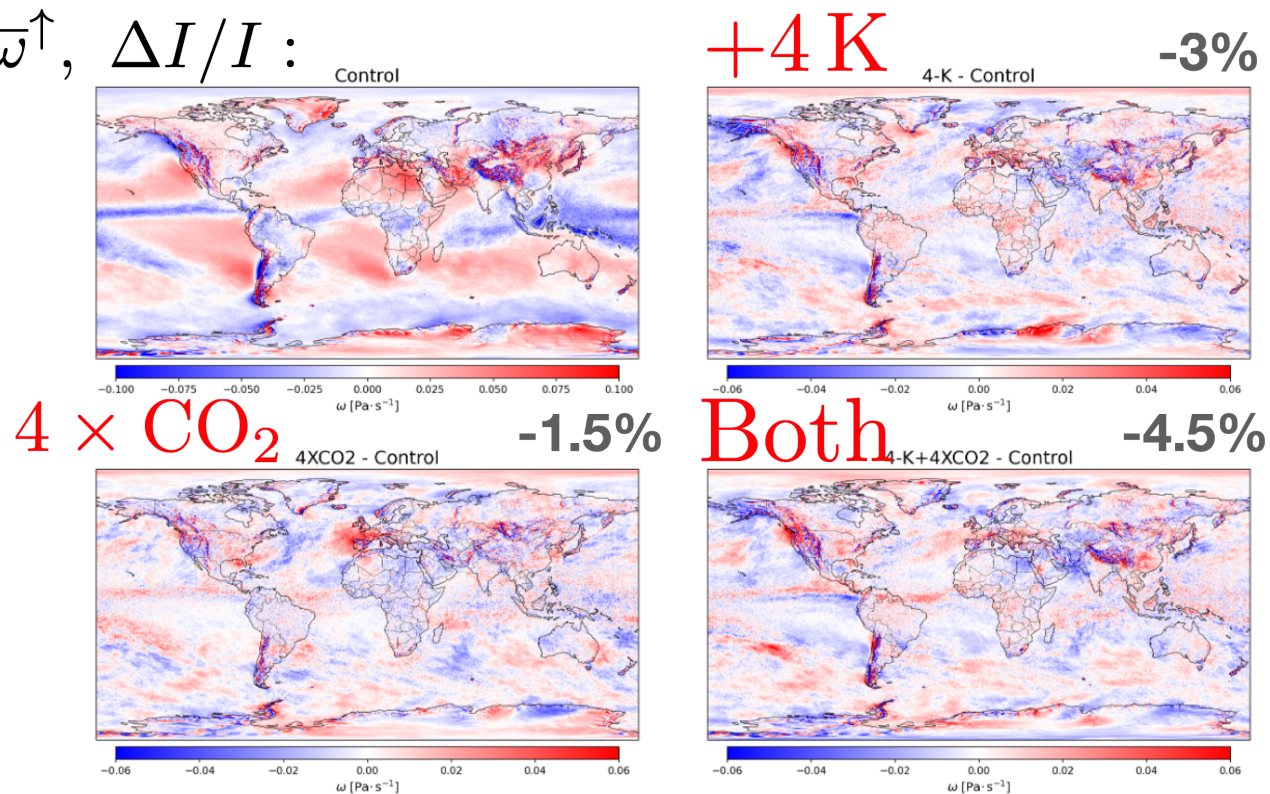 ω̅↑, ΔI/I :
Control
−0.100 −0.075 −0.050 −0.025 0.000 0.025 0.050 0.075 0.100
ω [Pa·s⁻¹]
+4 K
-3%
4-K - Control
−0.06 −0.04 −0.02 0.00 0.02 0.04 0.06
ω [Pa·s⁻¹]
4 × CO₂
-1.5%
4XCO2 - Control
−0.06 −0.04 −0.02 0.00 0.02 0.04 0.06
ω [Pa·s⁻¹]
Both
-4.5%
4-K+4XCO2 - Control
−0.06 −0.04 −0.02 0.00 0.02 0.04 0.06
ω [Pa·s⁻¹]